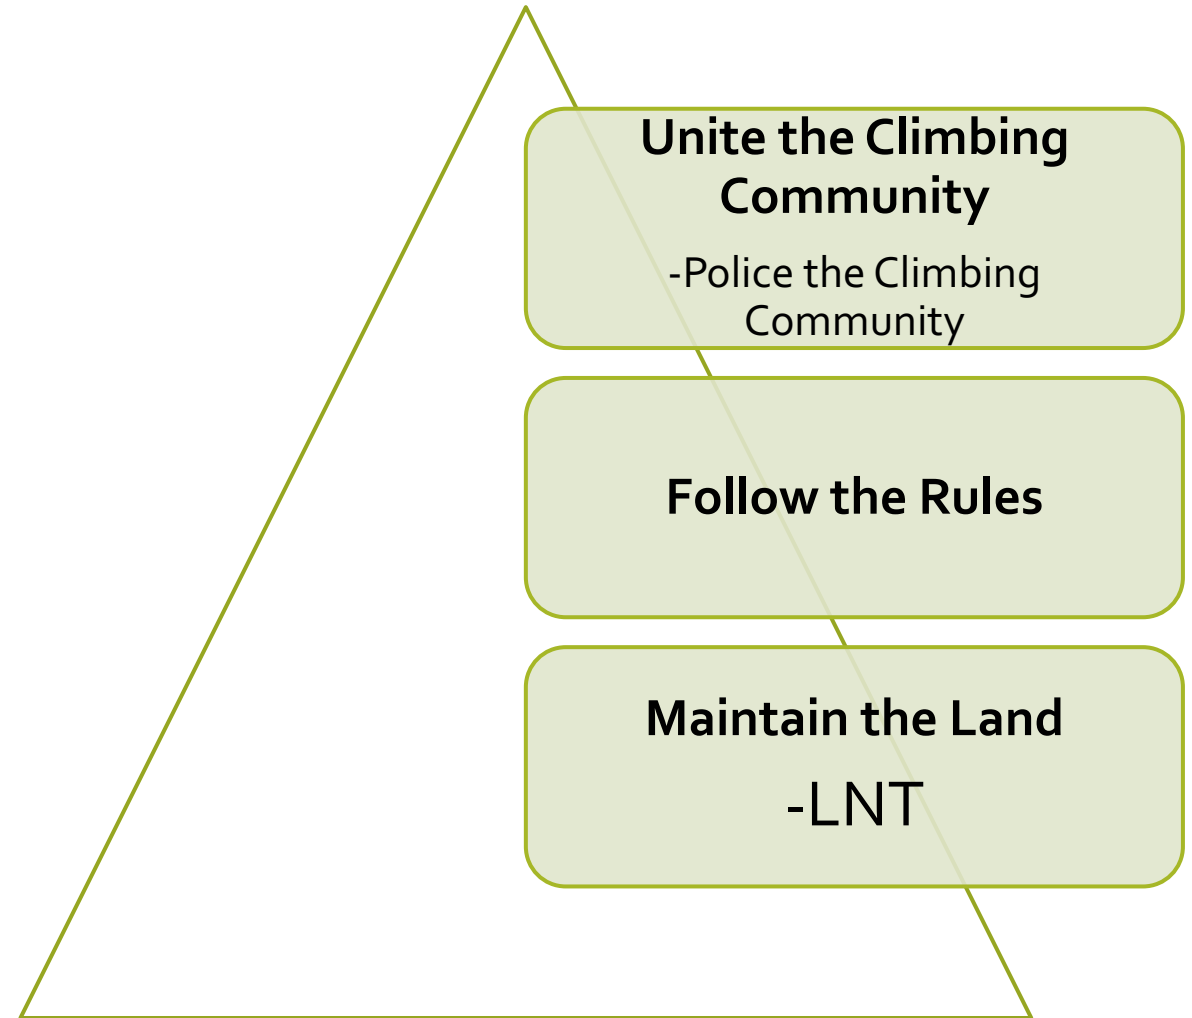 Unite the Climbing
Community
-Police the Climbing
Community
Follow the Rules
Maintain the Land
-LNT